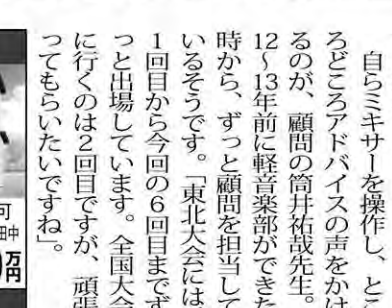 自らミキサーを操作し、とこ
ろどころアドバイスの声をかけ
るのが、顧問の筒井祐哉先生。
12〜13年前に軽音楽部ができた
時から、ずっと顧問を担当して
いるそうです。「東北大会には
1回目から今回の6回目までず
っと出場しています。全国大会
に行くのは2回目ですが、頑張
ってもらいたいですね」。
可
万円